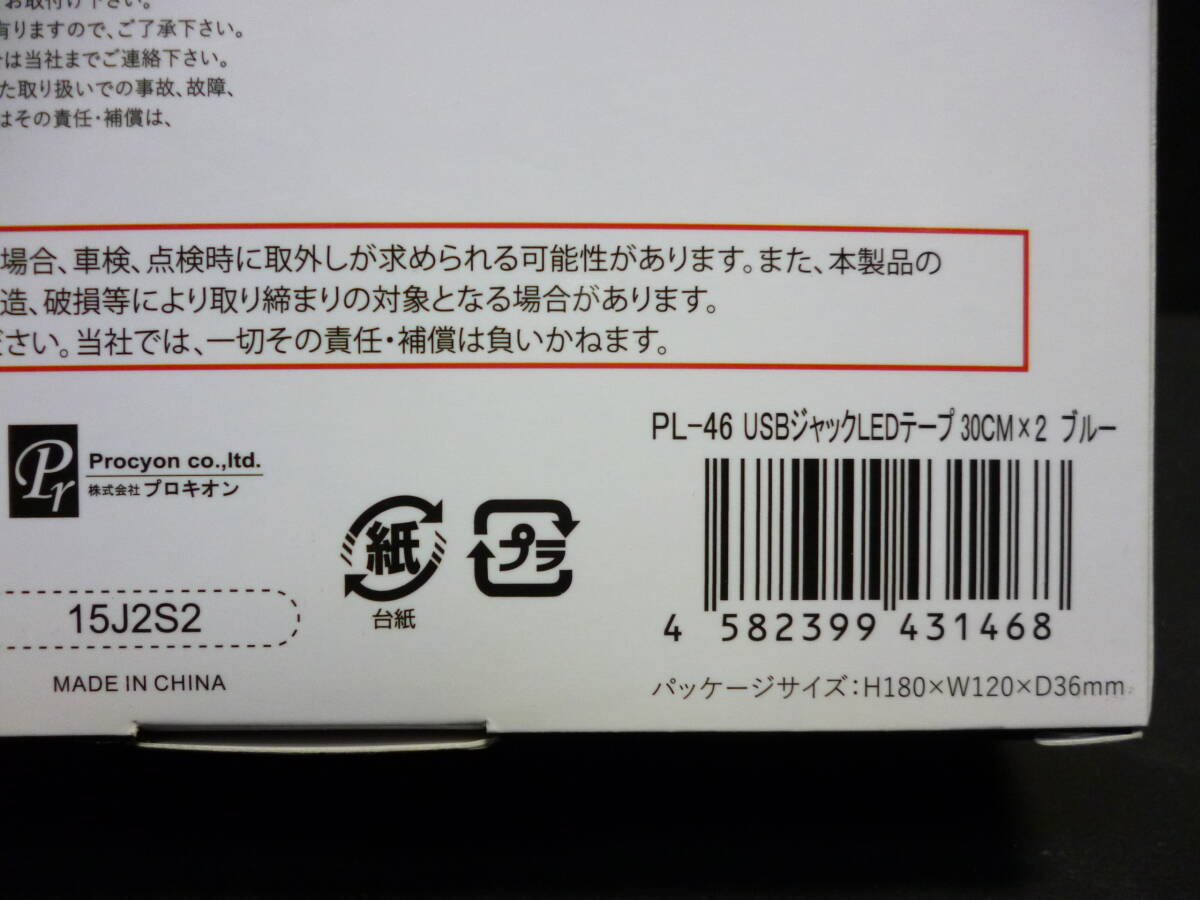 お取付け下さい。
有りますので、ご了承下さい。
は当社までご連絡下さい。
た取り扱いでの事故、故障、
はその責任・補償は、
場合、車検、点検時に取外しが求められる可能性があります。また、本製品の
造、破損等により取り締まりの対象となる場合があります。
ださい。当社では、一切その責任・補償は負いかねます。
PL-46 USBジャックLEDテープ 30CM×2 ブルー
Pr
Procyon co.,ltd.
株式会社 プロキオン
紙
台紙
プラ
15J2S2
MADE IN CHINA
4 582399 431468
パッケージサイズ：H180×W120×D36mm